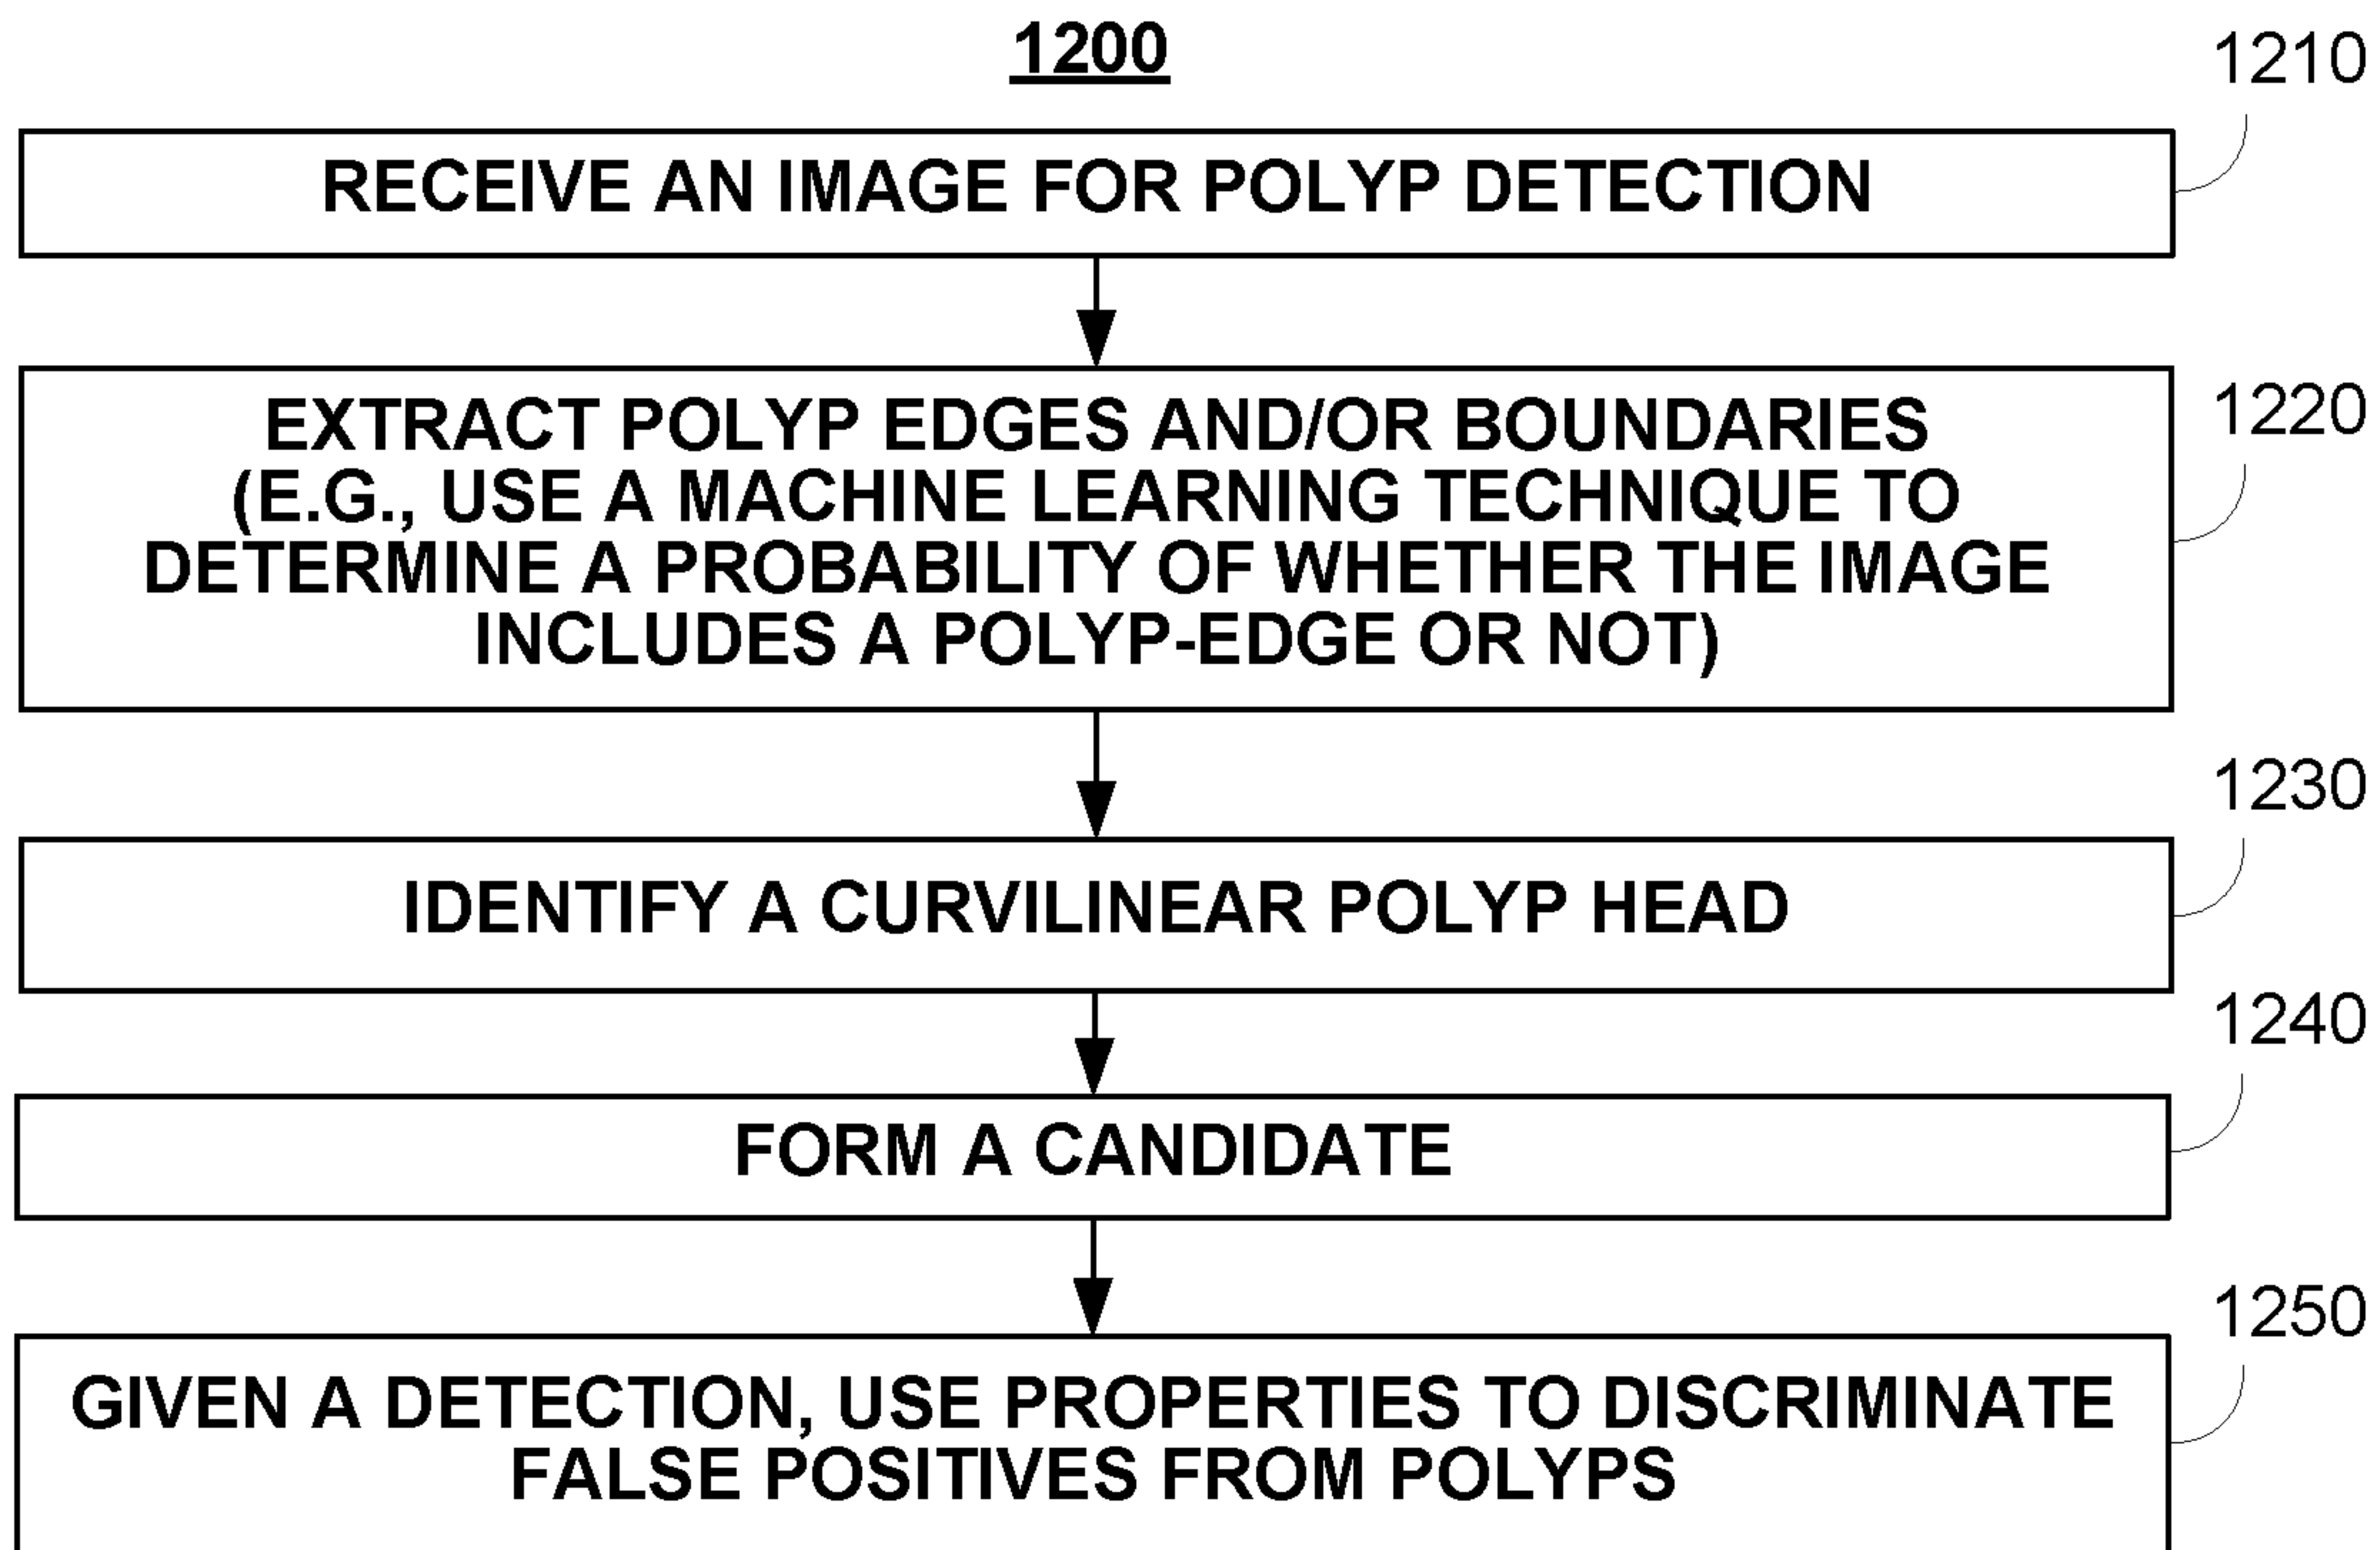 1200
1210
RECEIVE AN IMAGE FOR POLYP DETECTION
1220
EXTRACT POLYP EDGES AND/OR BOUNDARIES
(E.G., USE A MACHINE LEARNING TECHNIQUE TO
DETERMINE A PROBABILITY OF WHETHER THE IMAGE
INCLUDES A POLYP-EDGE OR NOT)
1230
IDENTIFY A CURVILINEAR POLYP HEAD
1240
FORM A CANDIDATE
1250
GIVEN A DETECTION, USE PROPERTIES TO DISCRIMINATE
FALSE POSITIVES FROM POLYPS